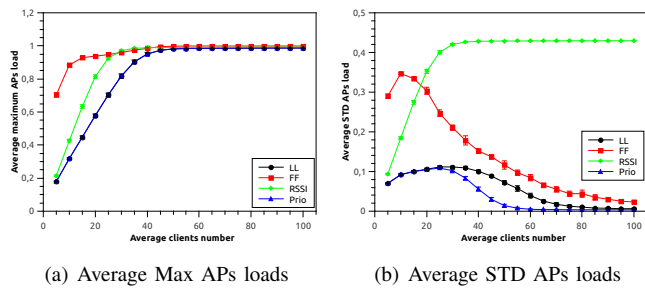 1,2
1
0,8
0,6
0,4
0,2
0
0
20
40
60
80
100
Average maximum APs load
Average clients number
LL
FF
RSSI
Prio
(a) Average Max APs loads
0,5
0,4
0,3
0,2
0,1
0
0
20
40
60
80
100
Average STD APs load
Average clients number
LL
FF
RSSI
Prio
(b) Average STD APs loads